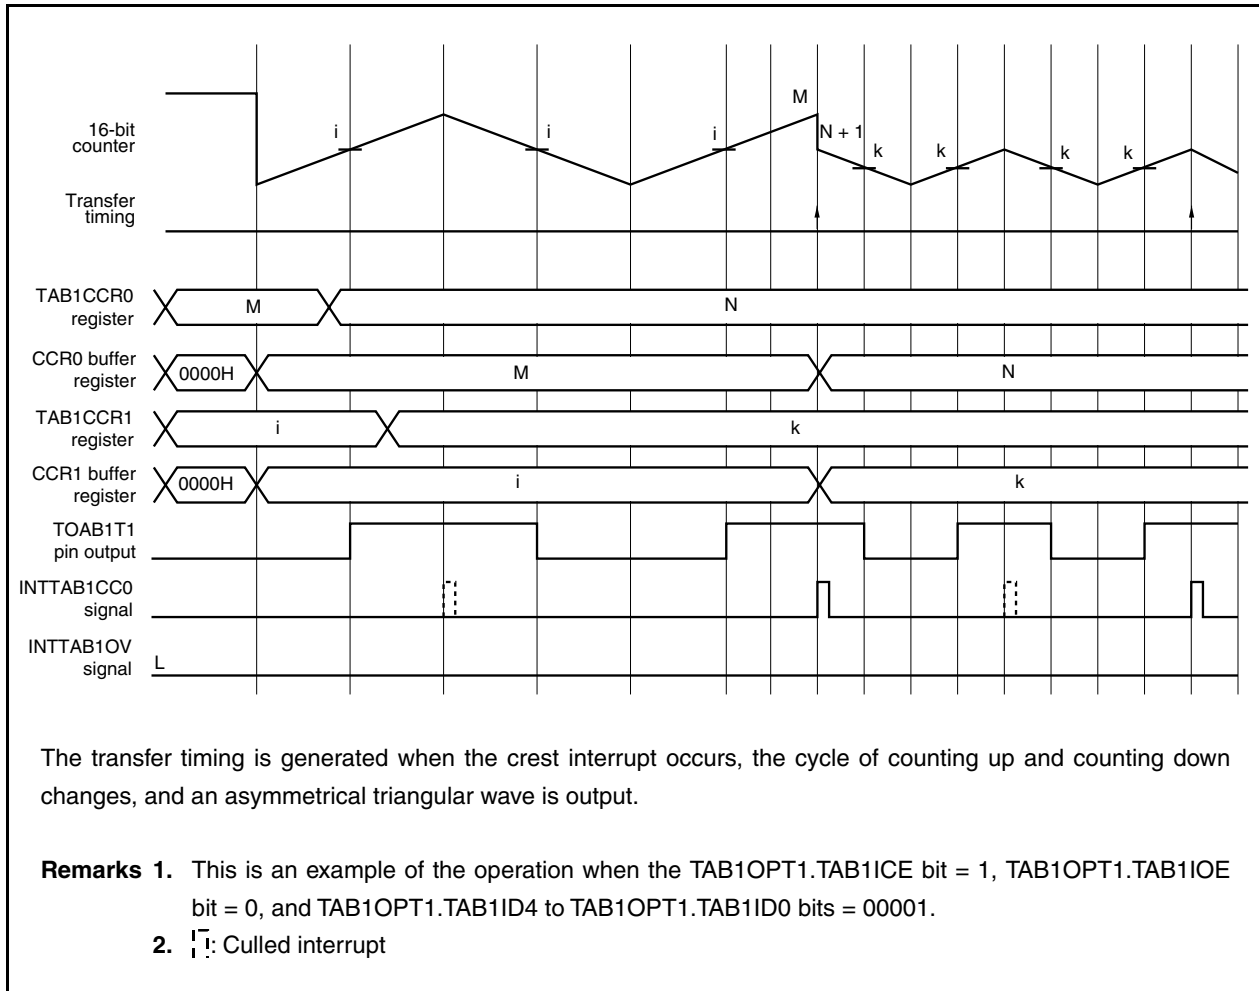 M
16-bit
counter
i
i
i
N + 1
k
k
k
k
Transfer
timing
TAB1CCR0
register
M
N
CCR0 buffer
register
0000H
M
N
TAB1CCR1
register
i
k
CCR1 buffer
register
0000H
i
k
TOAB1T1
pin output
INTTAB1CC0
signal
INTTAB1OV
signal
L
The transfer timing is generated when the crest interrupt occurs, the cycle of counting up and counting down
changes, and an asymmetrical triangular wave is output.
Remarks 1. This is an example of the operation when the TAB1OPT1.TAB1ICE bit = 1, TAB1OPT1.TAB1IOE
bit = 0, and TAB1OPT1.TAB1ID4 to TAB1OPT1.TAB1ID0 bits = 00001.
2. : Culled interrupt